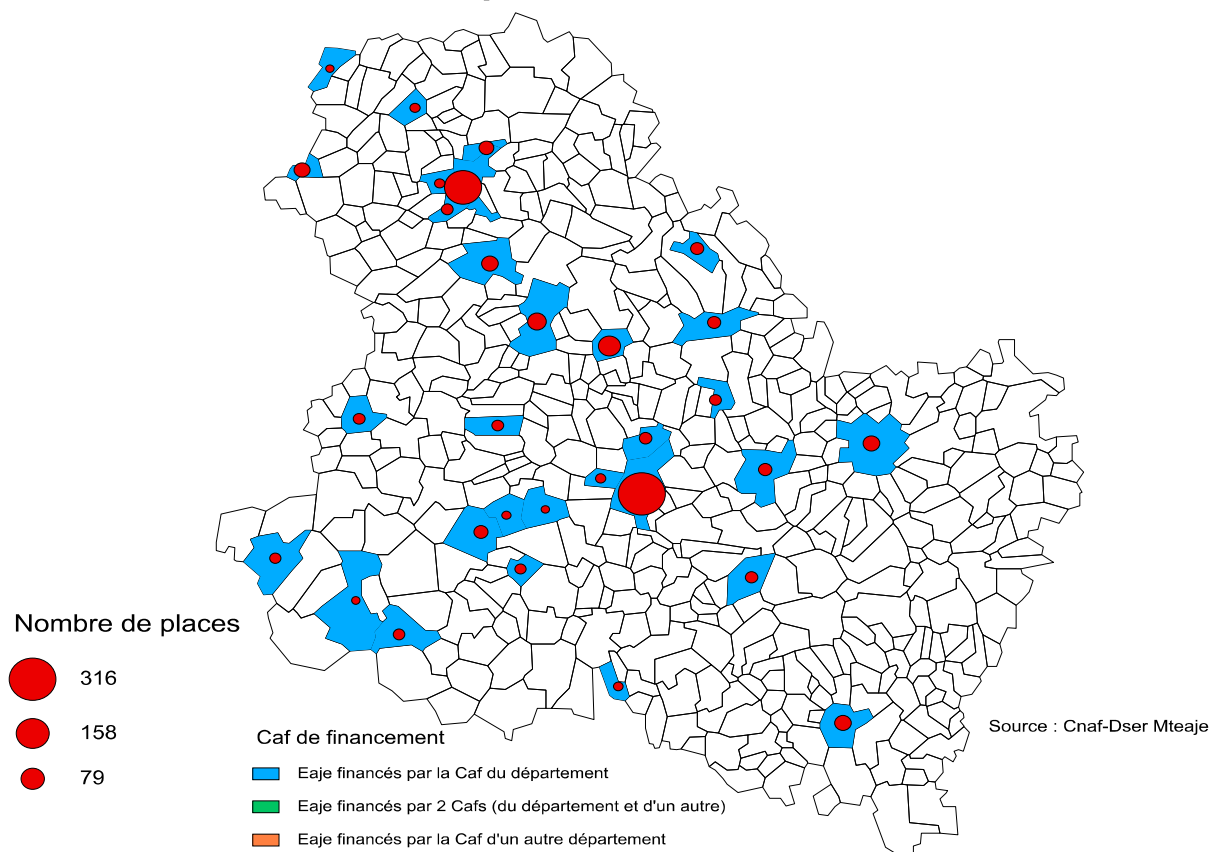 Nombre de places
316
158
79
Caf de financement
Eaje financés par la Caf du département
Eaje financés par 2 Cafs (du département et d'un autre)
Eaje financés par la Caf d'un autre département
Source : Cnaf-Dser Mteaje